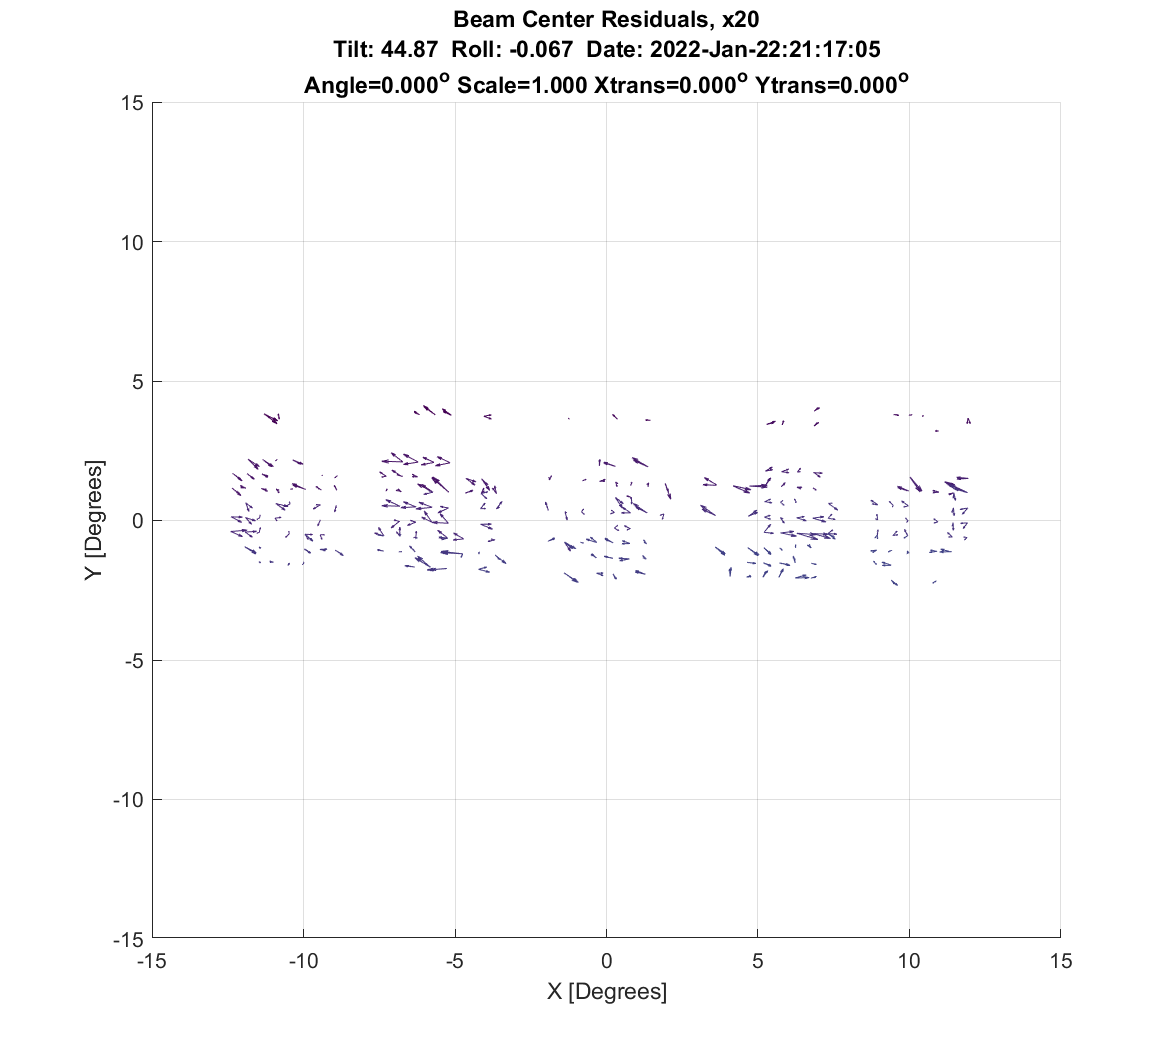 Beam Center Residuals, x20
Tilt: 44.87 Roll: -0.067 Date: 2022-Jan-22:21:17:05
Angle=0.000° Scale=1.000 Xtrans=0.000° Ytrans=0.000°
15
10
5
0
-5
-10
-15
Y [Degrees]
-15 -10 -5 0 5 10 15
X [Degrees]